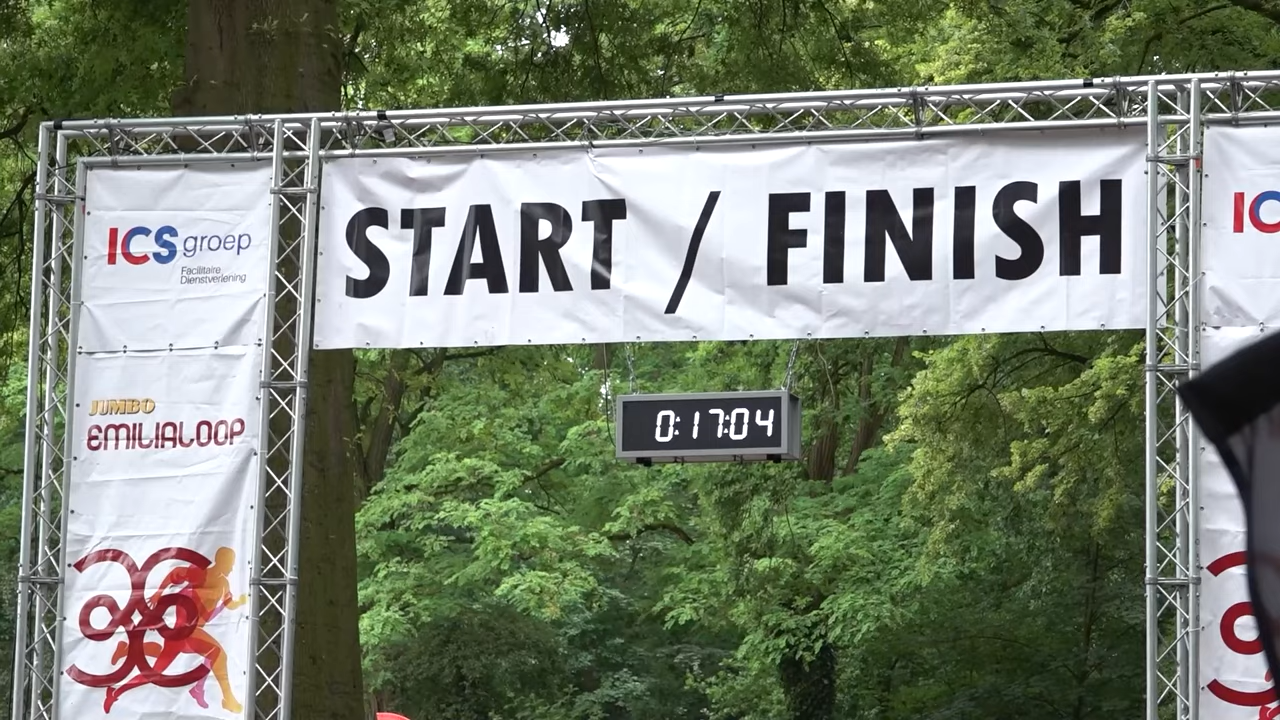 START / FINISH
ICS groep
Facilitaire
Dienstverlening
JUMBO
EMILIALOOP
0:17:04
IC